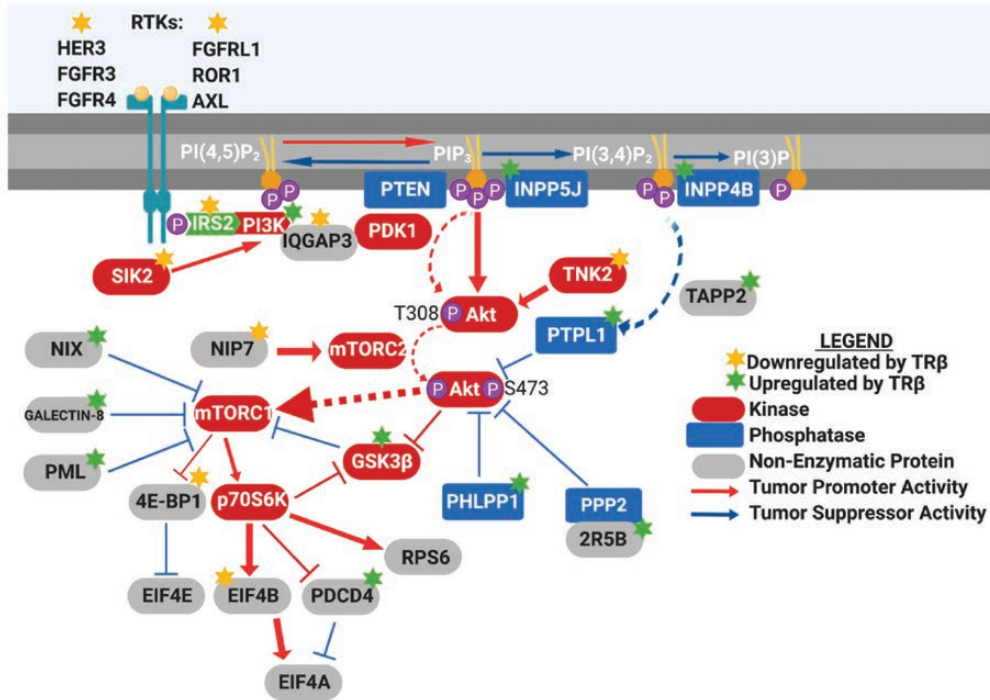 RTKs:
HER3
FGFR3
FGFR4
FGFRL1
ROR1
AXL
PI(4,5)P2
PIP3
PI(3,4)P2
PI(3)P
PTEN
INPP5J
INPP4B
P
P
P
P
P
P
P
P
P
P IRS2 PI3K
IQGAP3
PDK1
SIK2
TNK2
TAPP2
T308 P Akt
PTPL1
NIX
NIP7
mTORC2
P Akt P S473
GALECTIN-8
mTORC1
PML
GSK3β
4E-BP1
p70S6K
PHLPP1
PPP2
2R5B
RPS6
EIF4E
EIF4B
PDCD4
EIF4A
LEGEND
Downregulated by TRβ
Upregulated by TRβ
Kinase
Phosphatase
Non-Enzymatic Protein
Tumor Promoter Activity
Tumor Suppressor Activity